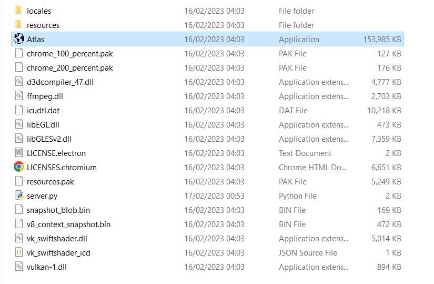 locales 16/02/2023 04:03 File folder
resources 16/02/2023 04:03 File folder
Atlas 16/02/2023 04:03 Application 153,985 KB
chrome_100_percent.pak 16/02/2023 04:03 PAK File 127 KB
chrome_200_percent.pak 16/02/2023 04:03 PAK File 176 KB
d3dcompiler_47.dll 16/02/2023 04:03 Application extens... 4,777 KB
ffmpeg.dll 16/02/2023 04:03 Application extens... 2,703 KB
icudtl.dat 16/02/2023 04:03 DAT File 10,218 KB
libEGL.dll 16/02/2023 04:03 Application extens... 473 KB
libGLESv2.dll 16/02/2023 04:03 Application extens... 7,359 KB
LICENSE.electron 16/02/2023 04:03 Text Document 2 KB
LICENSES.chromium 16/02/2023 04:03 Chrome HTML Do... 6,651 KB
resources.pak 16/02/2023 04:03 PAK File 5,249 KB
server.py 17/02/2023 00:53 Python File 2 KB
snapshot_blob.bin 16/02/2023 04:03 BIN File 169 KB
v8_context_snapshot.bin 16/02/2023 04:03 BIN File 472 KB
vk_swiftshader.dll 16/02/2023 04:03 Application extens... 5,014 KB
vk_swiftshader_icd 16/02/2023 04:03 JSON Source File 1 KB
vulkan-1.dll 16/02/2023 04:03 Application extens... 894 KB